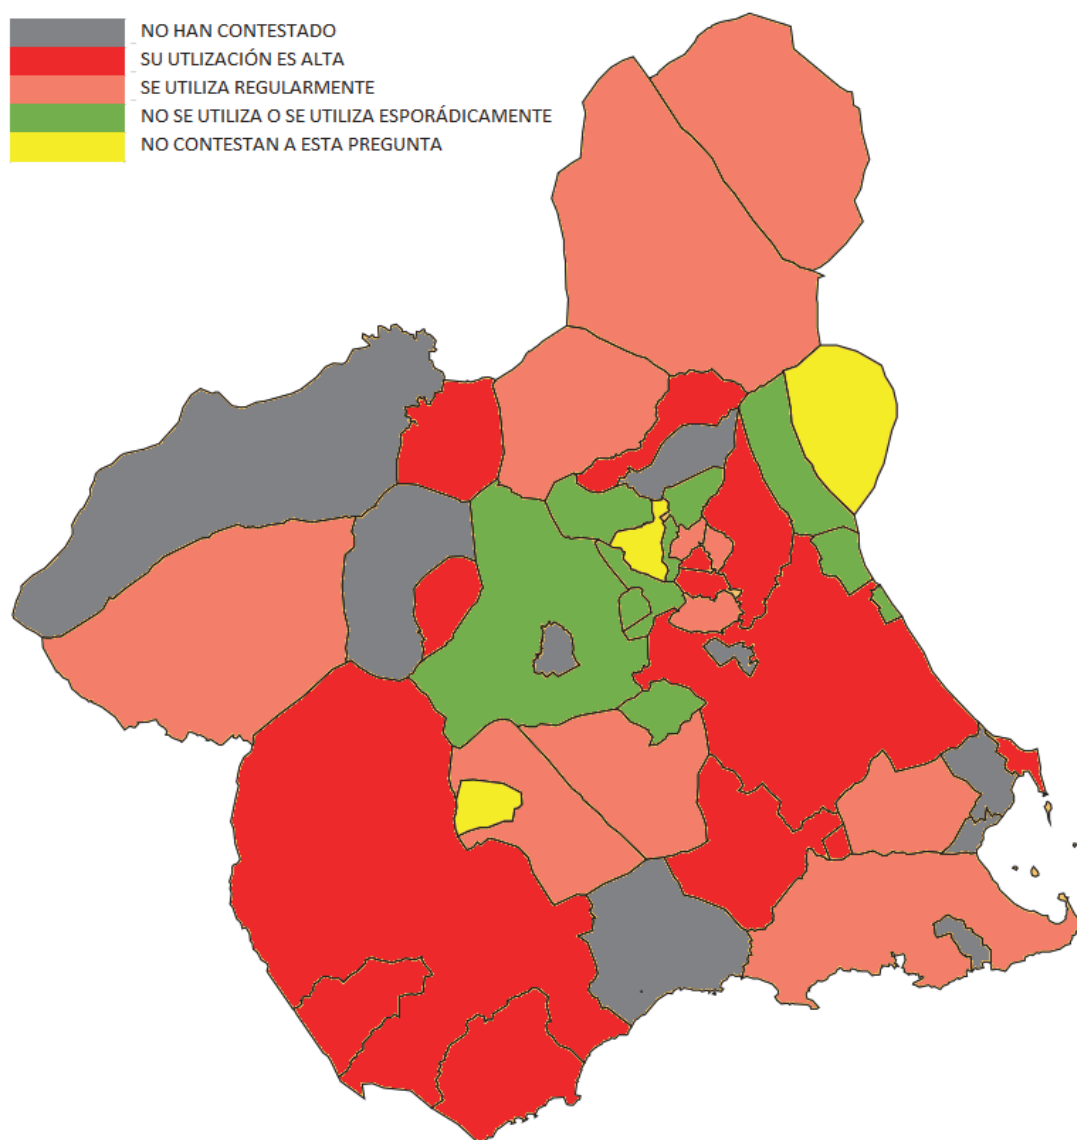 NO HAN CONTESTADO
SU UTLIZACIÓN ES ALTA
SE UTILIZA REGULARMENTE
NO SE UTILIZA O SE UTILIZA ESPORÁDICAMENTE
NO CONTESTAN A ESTA PREGUNTA